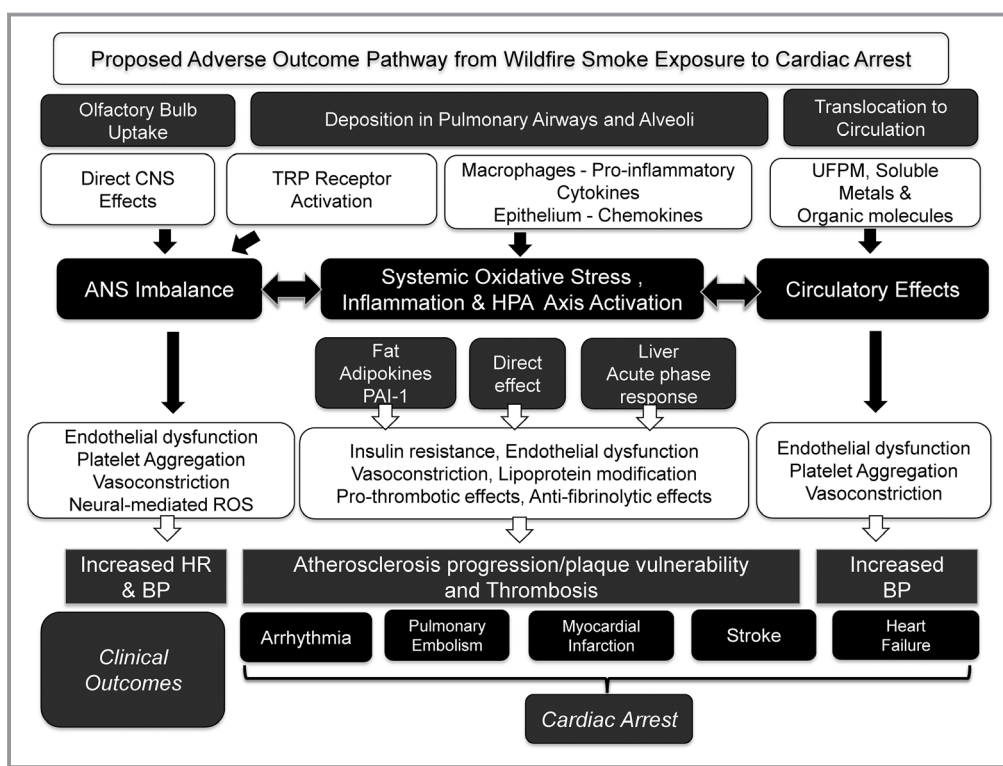 Proposed Adverse Outcome Pathway from Wildfire Smoke Exposure to Cardiac Arrest
Olfactory Bulb
Uptake
Deposition in Pulmonary Airways and Alveoli
Translocation to
Circulation
Direct CNS
Effects
TRP Receptor
Activation
Macrophages - Pro-inflammatory
Cytokines
Epithelium - Chemokines
UFPM, Soluble
Metals &
Organic molecules
ANS Imbalance
Systemic Oxidative Stress ,
Inflammation & HPA Axis Activation
Circulatory Effects
Fat
Adipokines
PAI-1
Direct
effect
Liver
Acute phase
response
Endothelial dysfunction
Platelet Aggregation
Vasoconstriction
Neural-mediated ROS
Insulin resistance, Endothelial dysfunction
Vasoconstriction, Lipoprotein modification
Pro-thrombotic effects, Anti-fibrinolytic effects
Endothelial dysfunction
Platelet Aggregation
Vasoconstriction
Increased HR
& BP
Atherosclerosis progression/plaque vulnerability
and Thrombosis
Increased
BP
Clinical
Outcomes
Arrhythmia
Pulmonary
Embolism
Myocardial
Infarction
Stroke
Heart
Failure
Cardiac Arrest